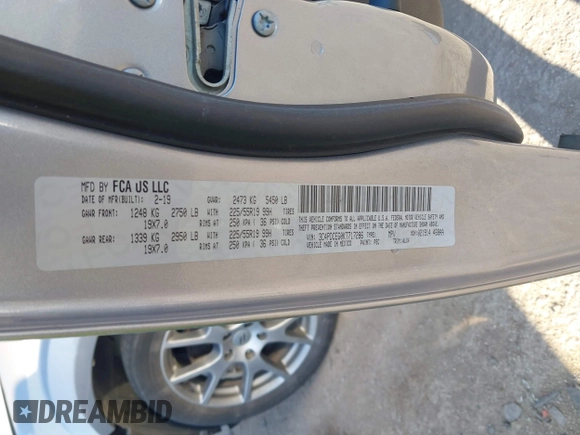 MFD BY FCA US LLC
DATE OF MFR(BUILT): 2-19 GVWR: 2473 KG 5450 LB
GAWR FRONT: 1248 KG 2750 LB WITH 225/55R19 99H TIRES
19X7.0 RIMS AT 250 KPA( 36 PSI) COLD
GAWR REAR: 1339 KG 2950 LB WITH 225/55R19 99H TIRES
19X7.0 RIMS AT 250 KPA( 36 PSI) COLD
THIS VEHICLE CONFORMS TO ALL APPLICABLE U.S.A. FEDERAL MOTOR VEHICLE SAFETY AND
THEFT PREVENTION STANDARDS IN EFFECT ON THE DATE OF MANUFACTURE SHOWN ABOVE.
VIN: TYPE: MPV
VEHICLE MADE IN MEXICO PAINT:
DREAMBID